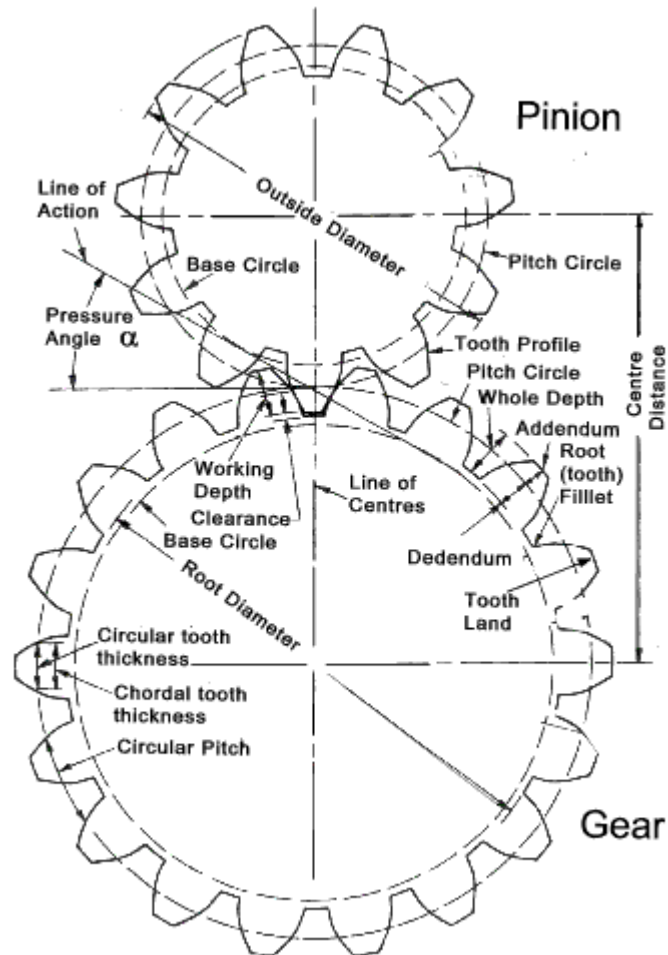 Pinion
Line of
Action
Outside Diameter
Base Circle
Pitch Circle
Pressure
Angle α
Tooth Profile
Pitch Circle
Whole Depth
Centre
Distance
Addendum
Root
(tooth)
Filllet
Working
Depth
Clearance
Base Circle
Line of
Centres
Dedendum
Root Diameter
Tooth
Land
Circular tooth
thickness
Chordal tooth
thickness
Circular Pitch
Gear